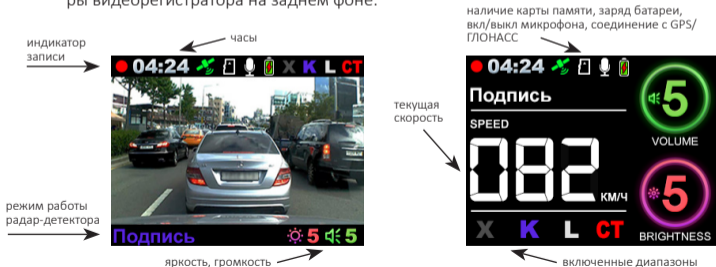 ры видеорегистратора на заднем фоне.
индикатор
записи
часы
04:24 X K L CT
режим работы
радар-детектора
Подпись 5 5
яркость, громкость
наличие карты памяти, заряд батареи,
вкл/выкл микрофона, соединение с GPS/
ГЛОНАСС
04:24
Подпись
5
VOLUME
текущая
скорость
SPEED
082 КМ/Ч
5
BRIGHTNESS
X K L CT
включенные диапазоны